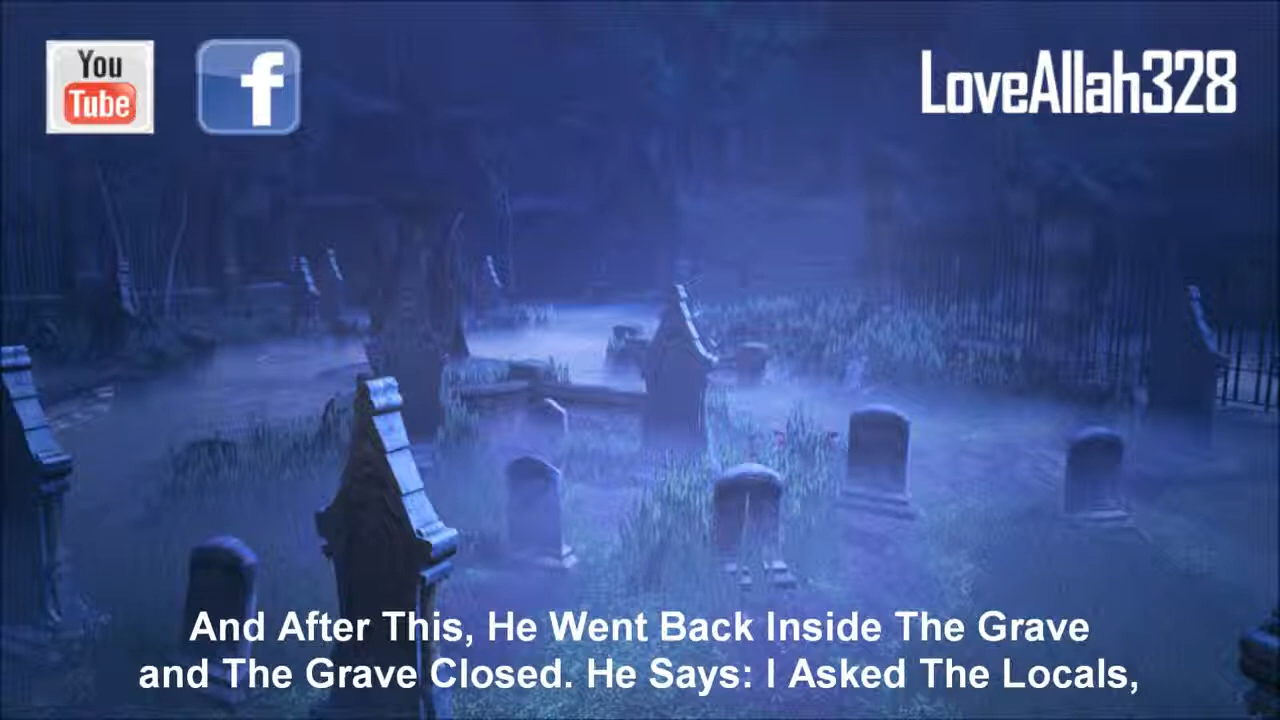 You
Tube
f
LoveAllah328
And After This, He Went Back Inside The Grave
and The Grave Closed. He Says: I Asked The Locals,